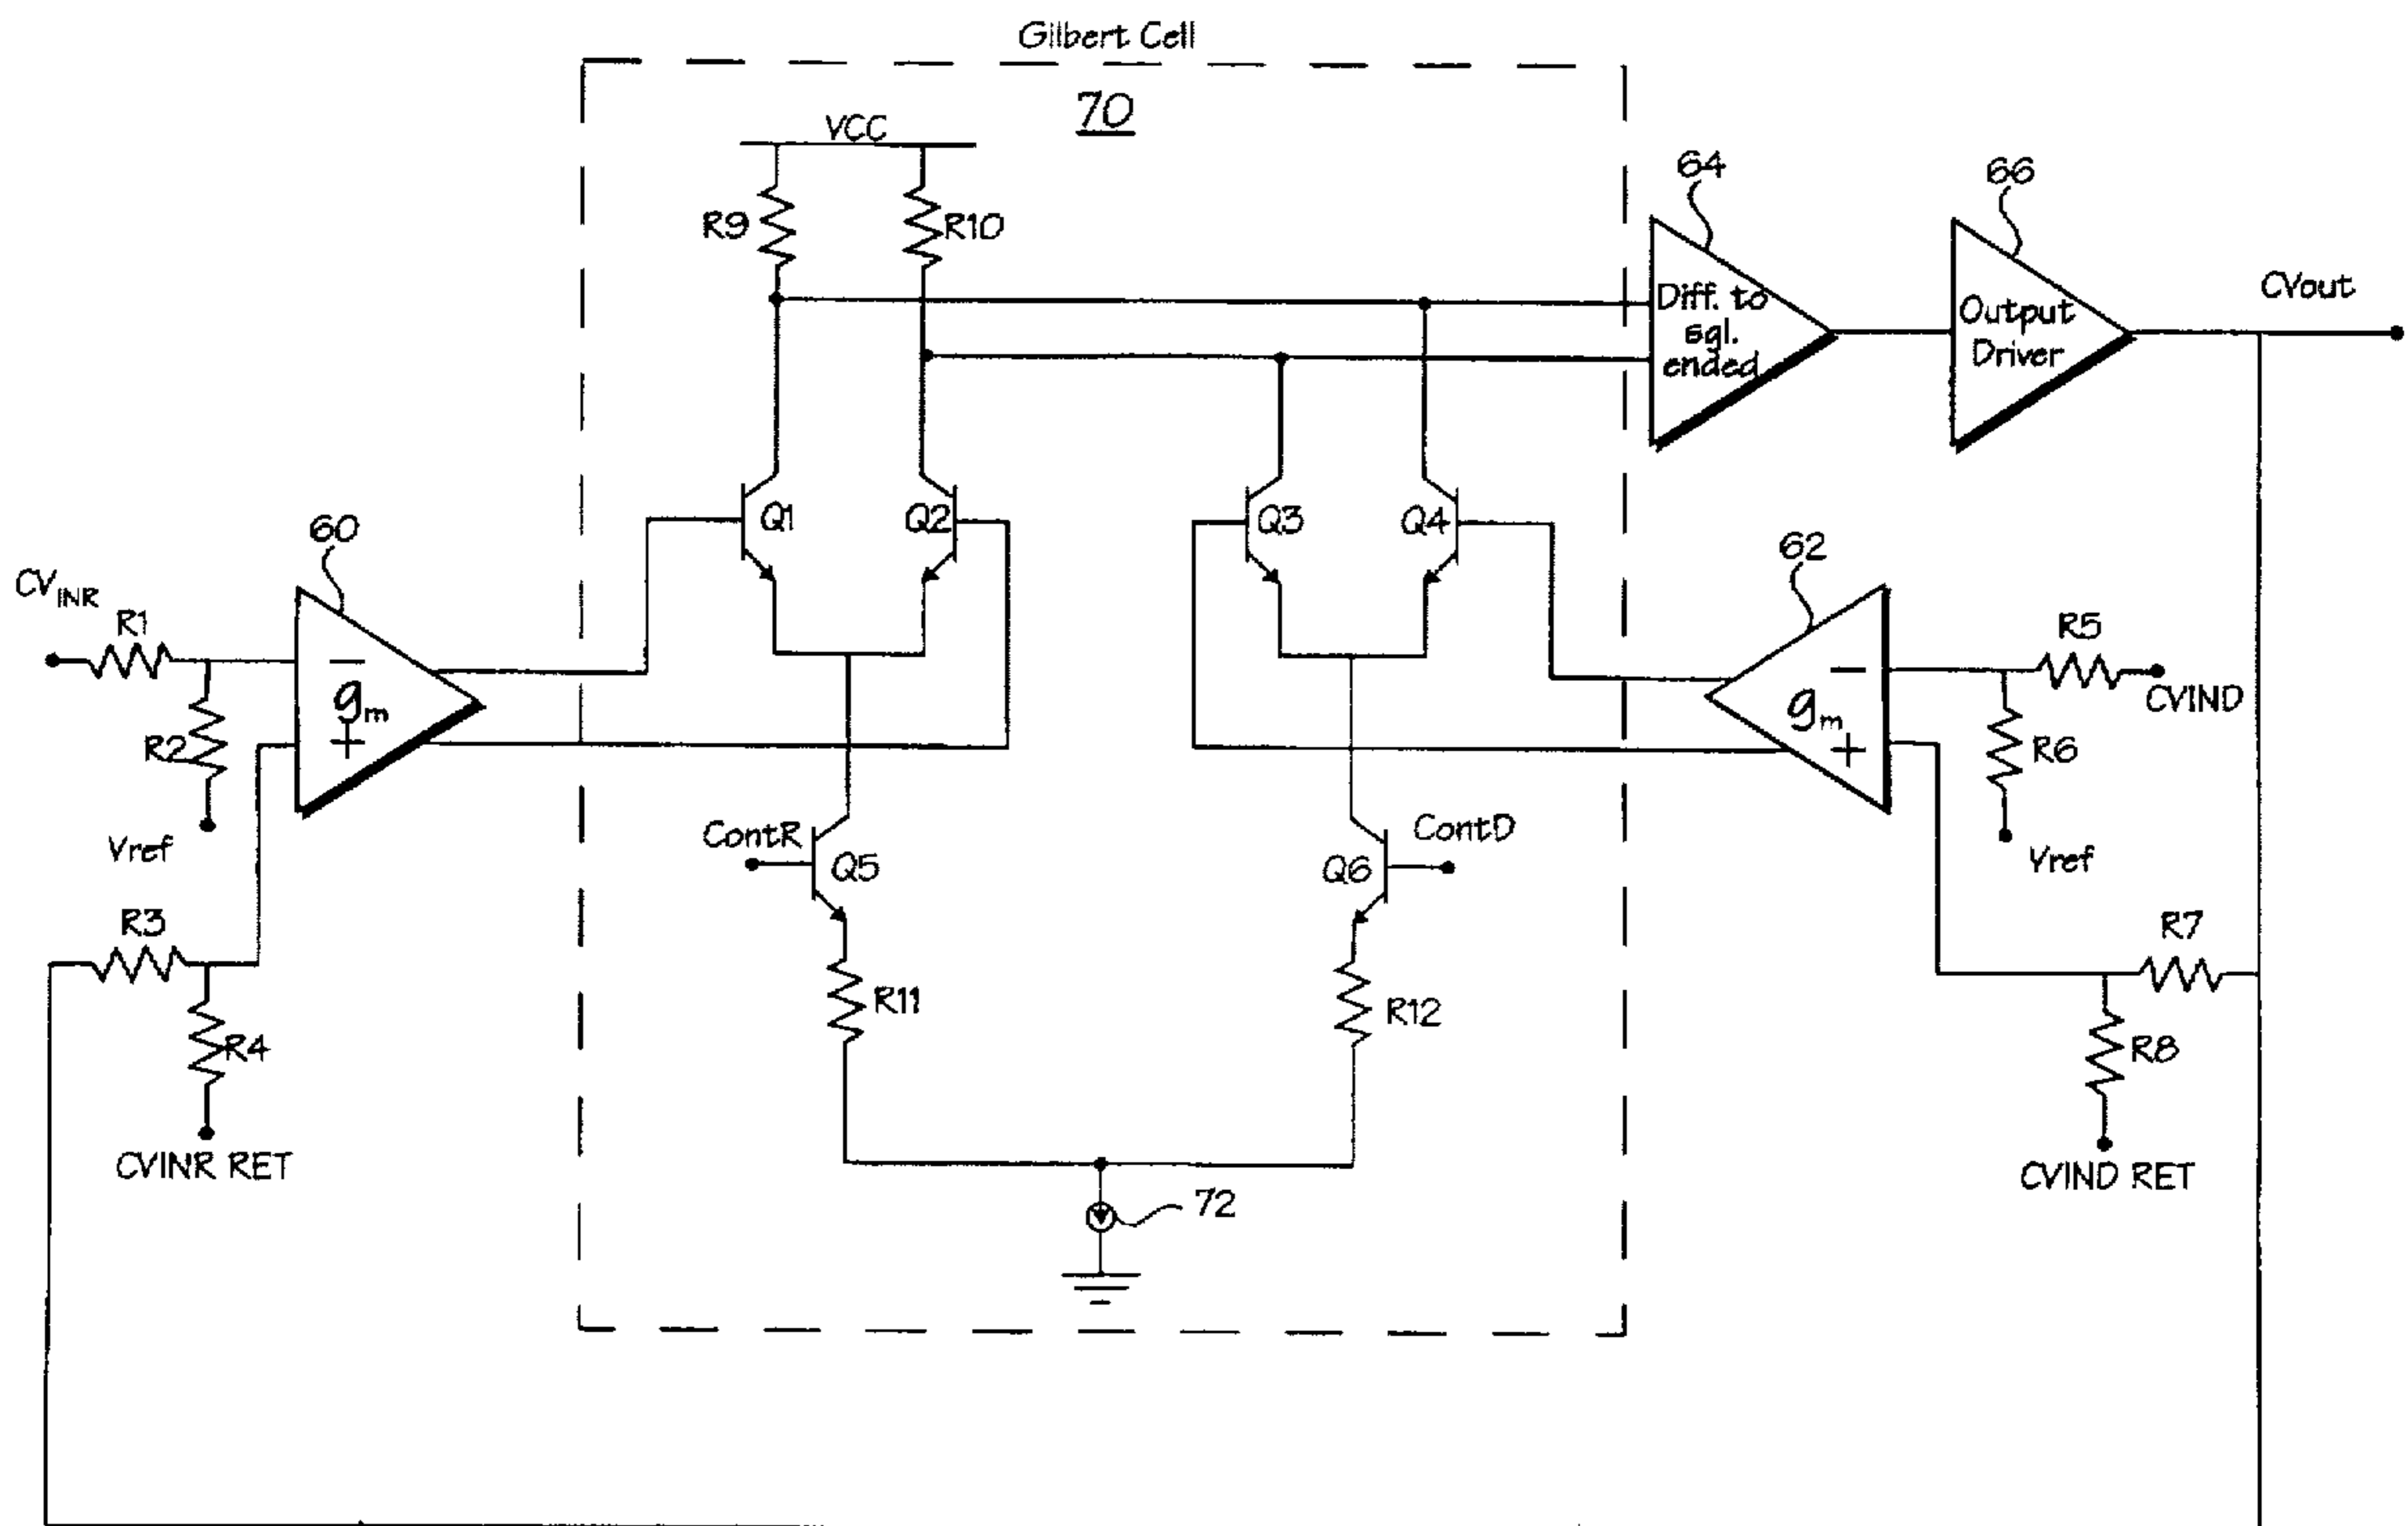 Gilbert Cell
70
VCC
R9
R10
64
66
Diff. to
sgl.
ended
Output
Driver
CVout
Q1
Q2
Q3
Q4
60
62
CVINR
R1
−
gm
+
R2
Vref
R5
CVIND
−
gm
+
R6
Vref
ContR
Q5
ContD
Q6
R3
R4
CVINR RET
R7
R8
CVIND RET
R11
R12
72